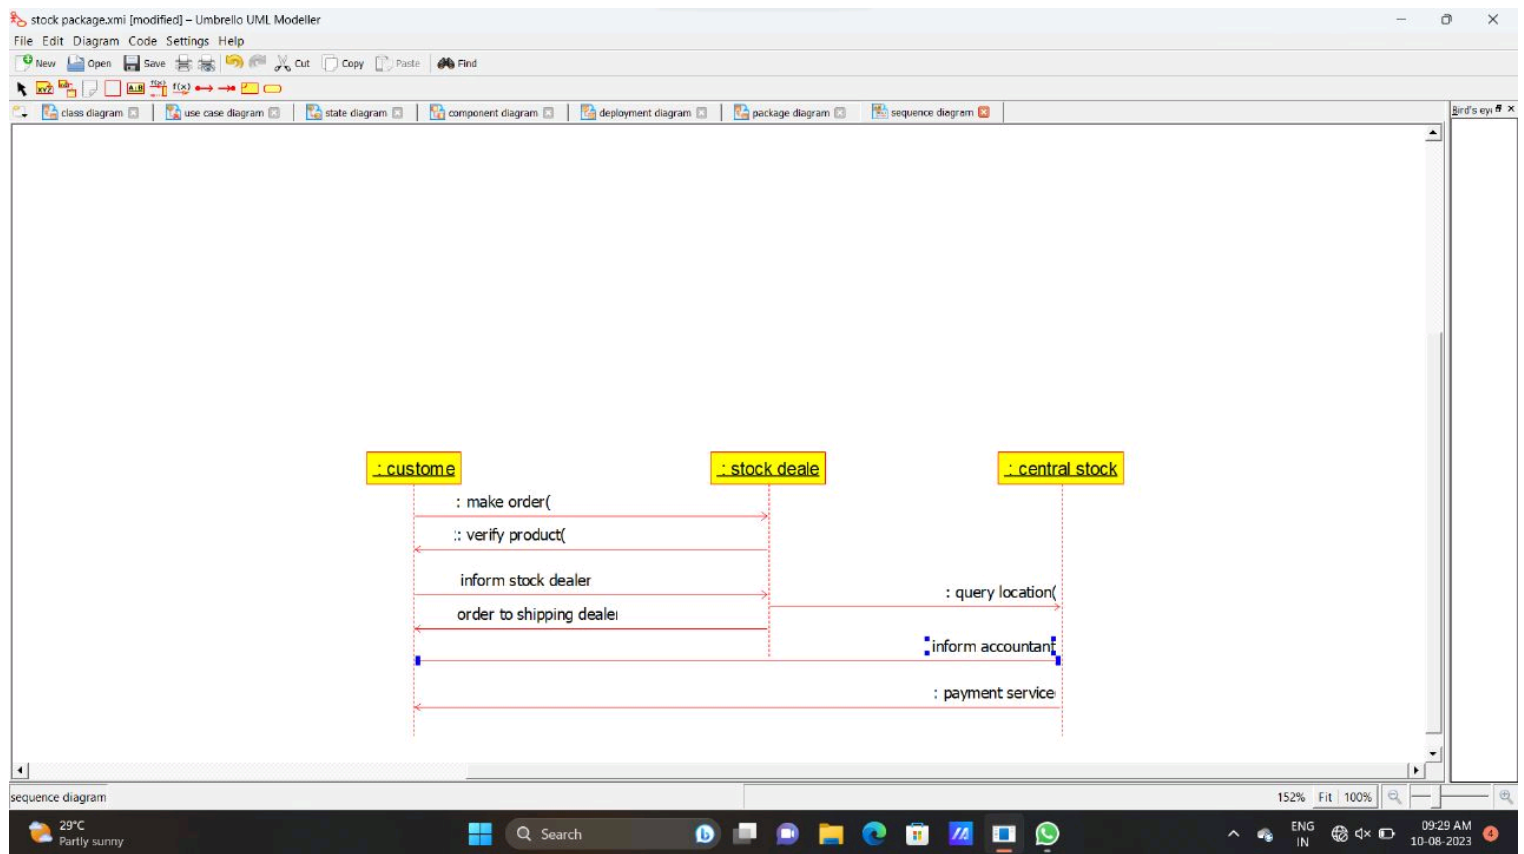 stock package.xmi [modified] – Umbrello UML Modeller
File Edit Diagram Code Settings Help
New Open Save Cut Copy Paste Find
class diagram use case diagram state diagram component diagram deployment diagram package diagram sequence diagram Bird's eye
: custome : stock deale : central stock
: make order(
:: verify product(
inform stock dealer
: query location(
order to shipping dealer
inform accountant
: payment service
sequence diagram
152% Fit 100%
29°C
Partly sunny
Search
ENG
IN
09:29 AM
10-08-2023
4